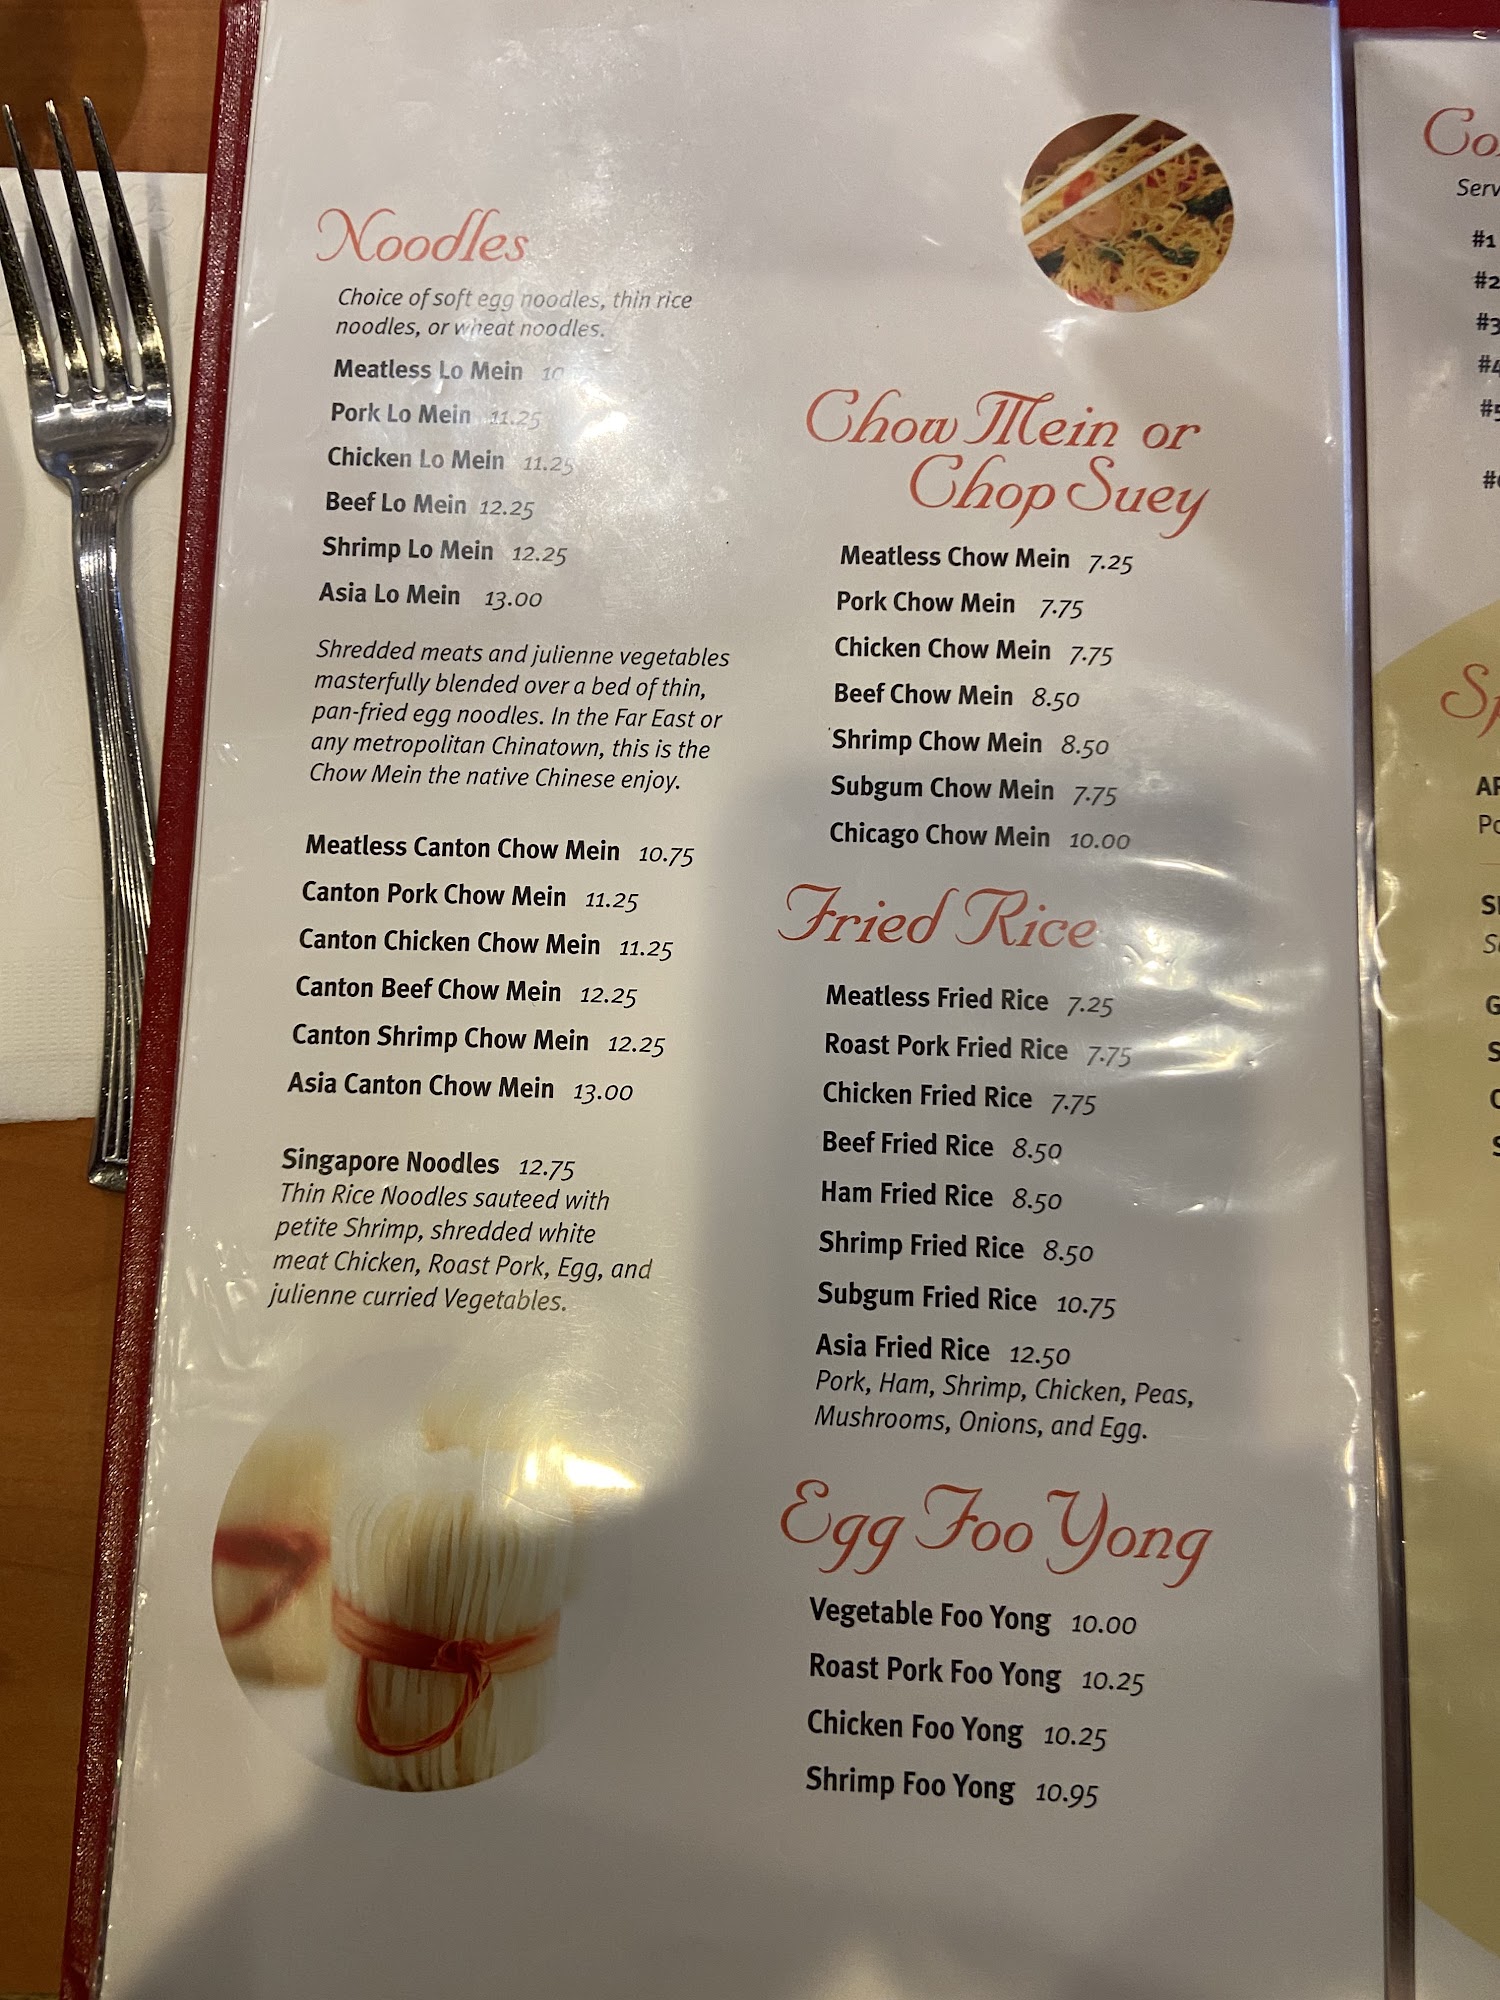 Noodles
Choice of soft egg noodles, thin rice
noodles, or wheat noodles.
Meatless Lo Mein
Pork Lo Mein 11.25
Chicken Lo Mein 11.25
Beef Lo Mein 12.25
Shrimp Lo Mein 12.25
Asia Lo Mein 13.00
Shredded meats and julienne vegetables
masterfully blended over a bed of thin,
pan-fried egg noodles. In the Far East or
any metropolitan Chinatown, this is the
Chow Mein the native Chinese enjoy.
Meatless Canton Chow Mein 10.75
Canton Pork Chow Mein 11.25
Canton Chicken Chow Mein 11.25
Canton Beef Chow Mein 12.25
Canton Shrimp Chow Mein 12.25
Asia Canton Chow Mein 13.00
Singapore Noodles 12.75
Thin Rice Noodles sauteed with
petite Shrimp, shredded white
meat Chicken, Roast Pork, Egg, and
julienne curried Vegetables.
Chow Mein or
Chop Suey
Meatless Chow Mein 7.25
Pork Chow Mein 7.75
Chicken Chow Mein 7.75
Beef Chow Mein 8.50
Shrimp Chow Mein 8.50
Subgum Chow Mein 7.75
Chicago Chow Mein 10.00
Fried Rice
Meatless Fried Rice 7.25
Roast Pork Fried Rice 7.75
Chicken Fried Rice 7.75
Beef Fried Rice 8.50
Ham Fried Rice 8.50
Shrimp Fried Rice 8.50
Subgum Fried Rice 10.75
Asia Fried Rice 12.50
Pork, Ham, Shrimp, Chicken, Peas,
Mushrooms, Onions, and Egg.
Egg Foo Yong
Vegetable Foo Yong 10.00
Roast Pork Foo Yong 10.25
Chicken Foo Yong 10.25
Shrimp Foo Yong 10.95
#1
#2
#3